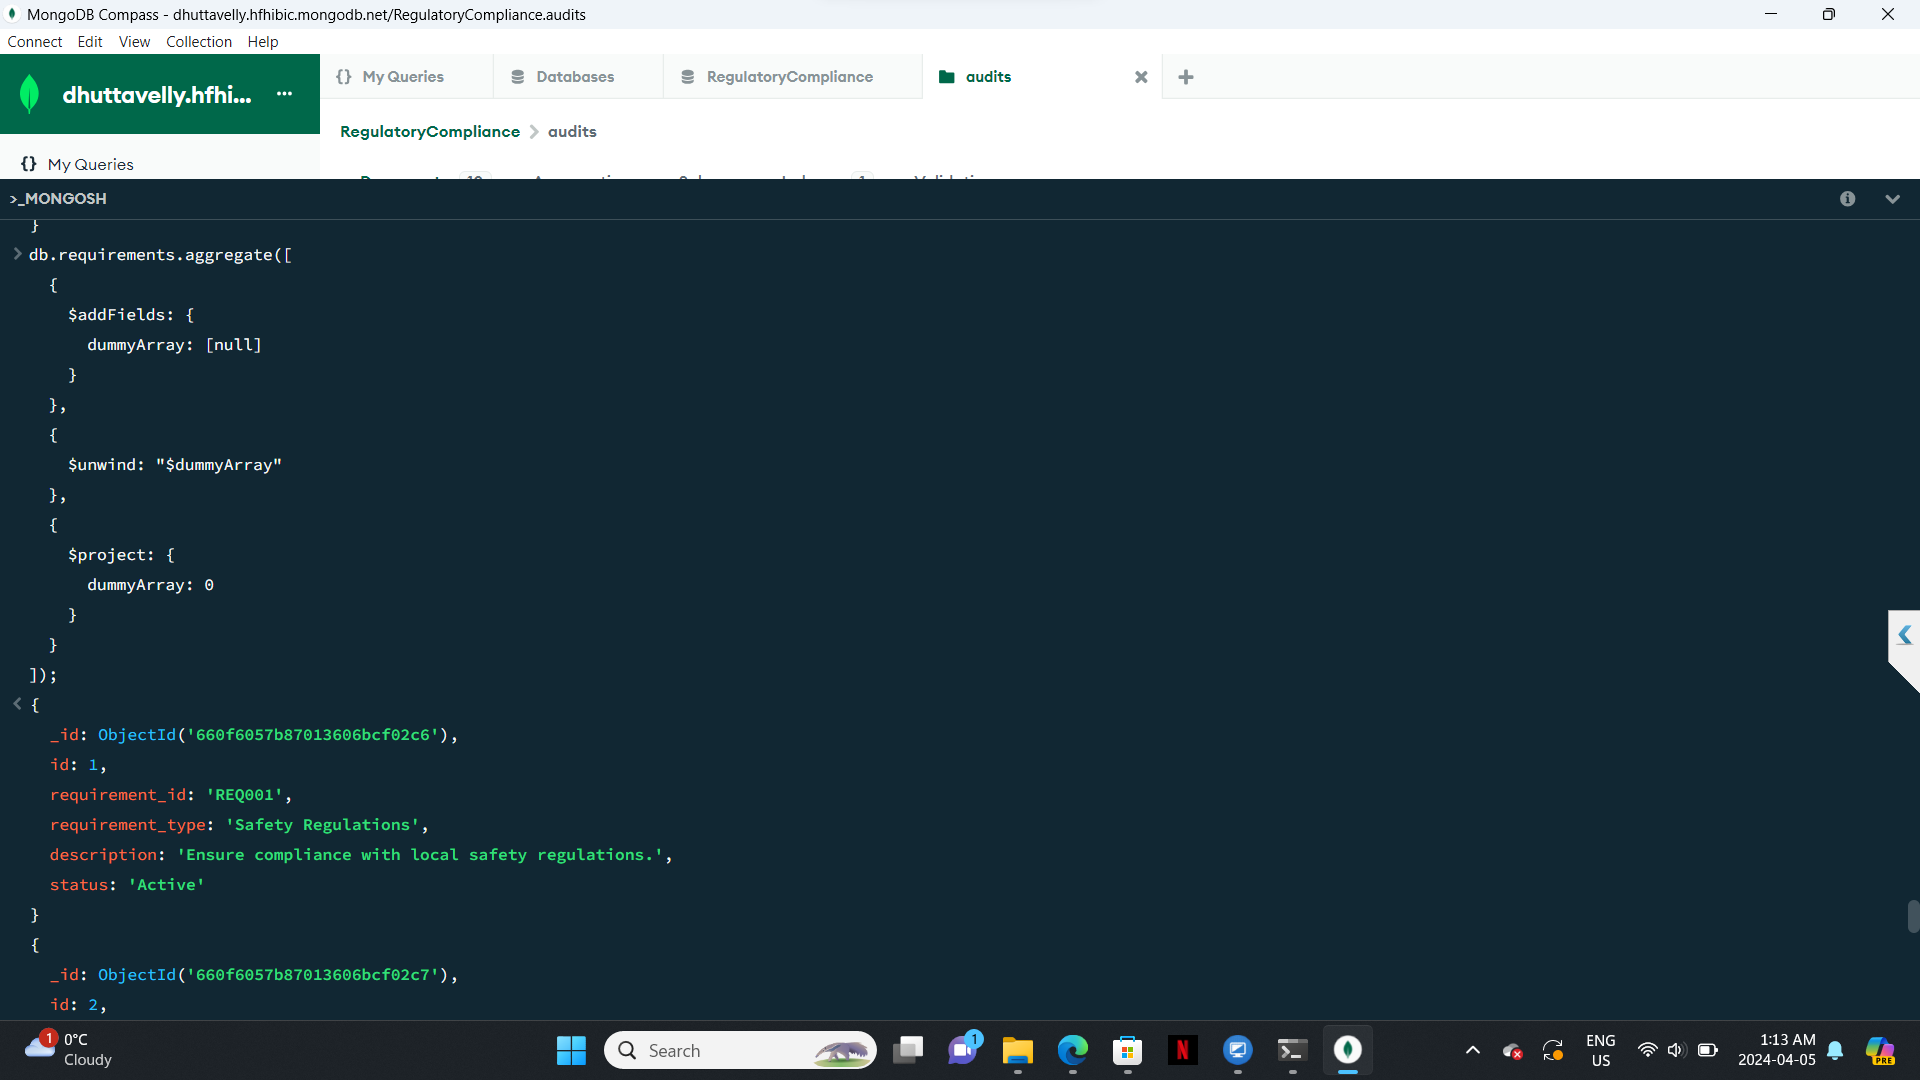 MongoDB Compass - dhuttavelly.hfhibic.mongodb.net/RegulatoryCompliance.audits
Connect Edit View Collection Help
dhuttavelly.hfhi... ...
{} My Queries
Databases
RegulatoryCompliance
audits
RegulatoryCompliance > audits
{} My Queries
>_MONGOSH
}
> db.requirements.aggregate([
{
$addFields: {
dummyArray: [null]
}
},
{
$unwind: "$dummyArray"
},
{
$project: {
dummyArray: 0
}
}
]);
< {
_id: ObjectId('660f6057b87013606bcf02c6'),
id: 1,
requirement_id: 'REQ001',
requirement_type: 'Safety Regulations',
description: 'Ensure compliance with local safety regulations.',
status: 'Active'
}
{
_id: ObjectId('660f6057b87013606bcf02c7'),
id: 2,
1
0°C
Cloudy
Search
1
N
ENG
US
1:13 AM
2024-04-05
PRE